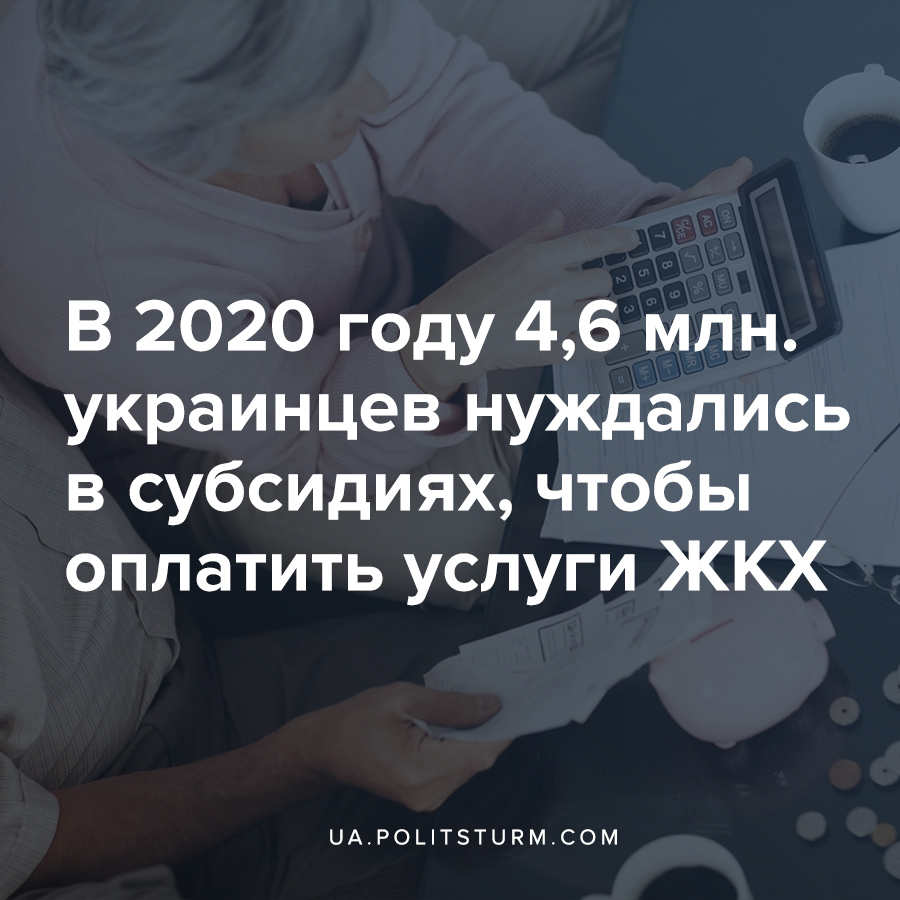 В 2020 году 4,6 млн.
украинцев нуждались
в субсидиях, чтобы
оплатить услуги ЖКХ
UA.POLITSTURM.COM